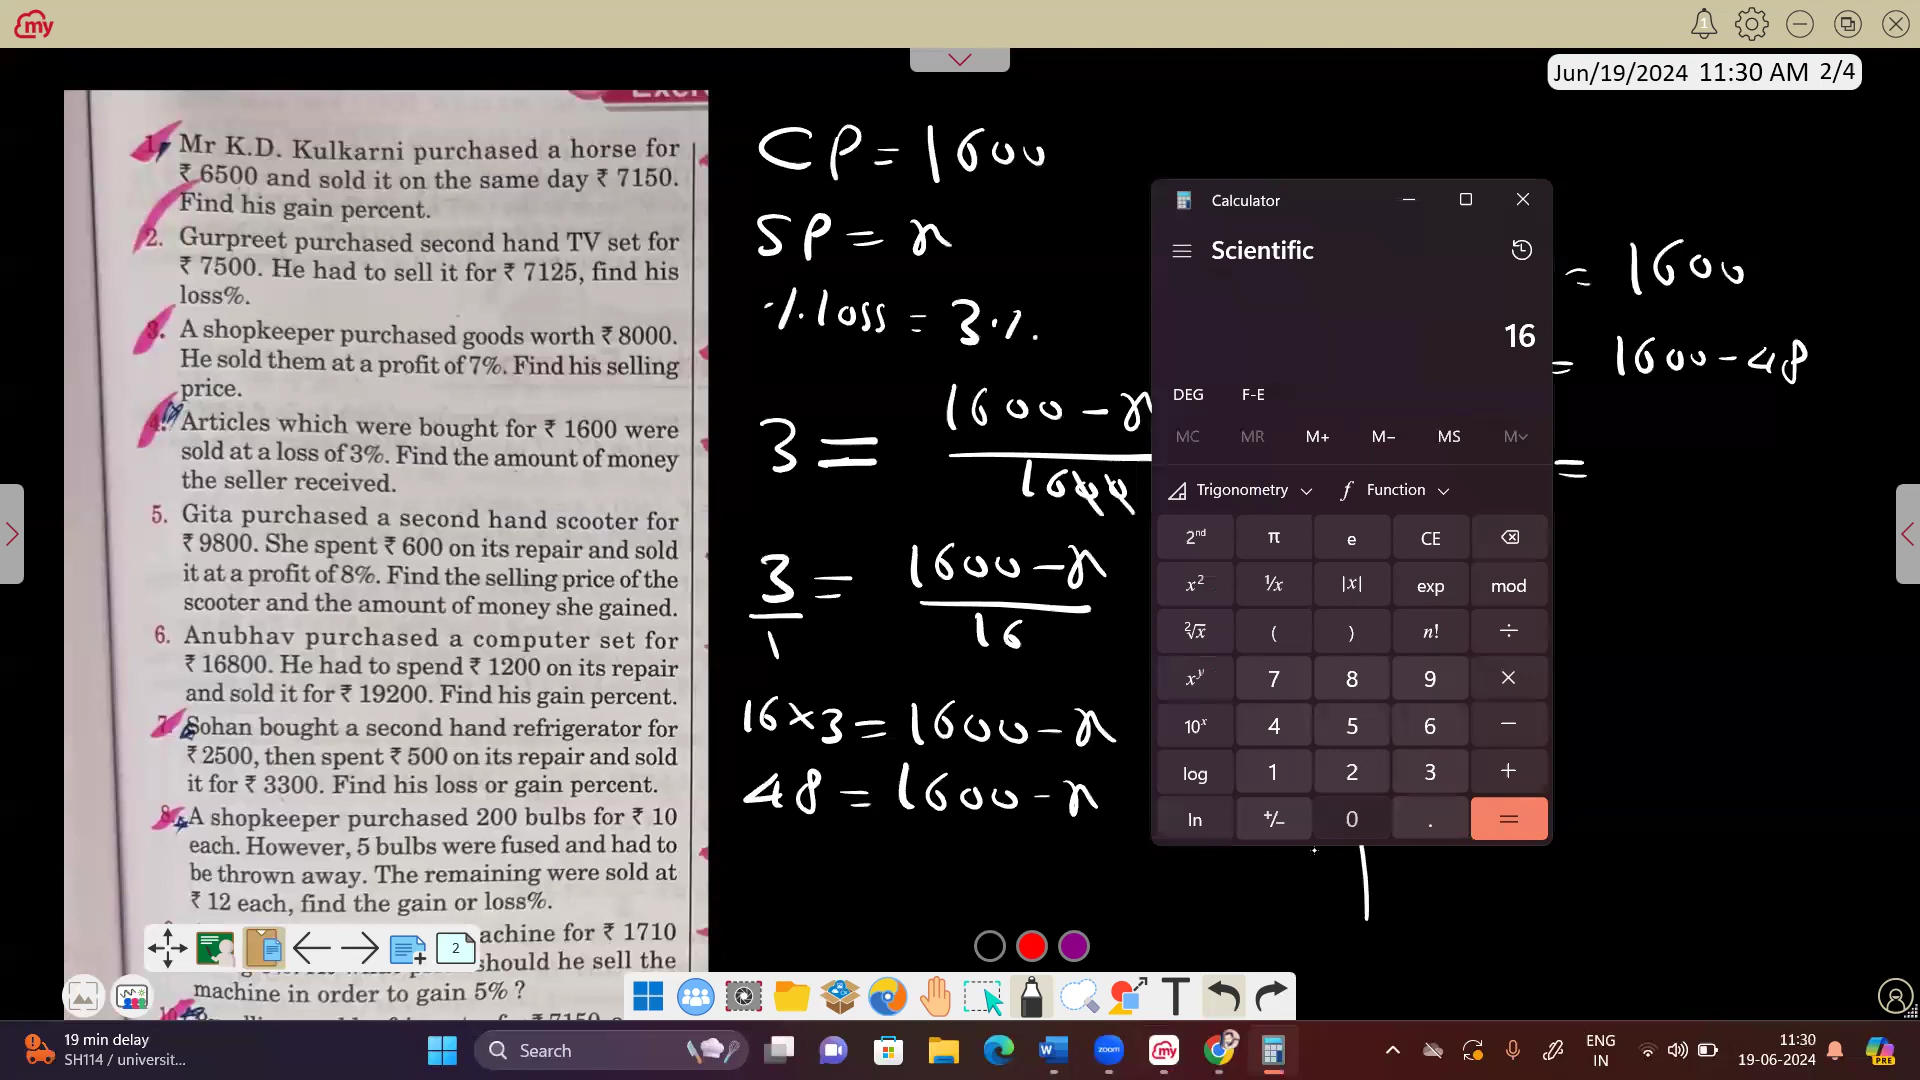 my
1
Jun/19/2024 11:30 AM 2/4
1. Mr K.D. Kulkarni purchased a horse for
₹ 6500 and sold it on the same day ₹ 7150.
Find his gain percent.
2. Gurpreet purchased second hand TV set for
₹ 7500. He had to sell it for ₹ 7125, find his
loss%.
3. A shopkeeper purchased goods worth ₹ 8000.
He sold them at a profit of 7%. Find his selling
price.
4. Articles which were bought for ₹ 1600 were
sold at a loss of 3%. Find the amount of money
the seller received.
5. Gita purchased a second hand scooter for
₹ 9800. She spent ₹ 600 on its repair and sold
it at a profit of 8%. Find the selling price of the
scooter and the amount of money she gained.
6. Anubhav purchased a computer set for
₹ 16800. He had to spend ₹ 1200 on its repair
and sold it for ₹ 19200. Find his gain percent.
7. Sohan bought a second hand refrigerator for
₹ 2500, then spent ₹ 500 on its repair and sold
it for ₹ 3300. Find his loss or gain percent.
8. A shopkeeper purchased 200 bulbs for ₹ 10
each. However, 5 bulbs were fused and had to
be thrown away. The remaining were sold at
₹ 12 each, find the gain or loss%.
achine for ₹ 1710
should he sell the
machine in order to gain 5% ?
CP = 1600
SP = x
% loss = 3 %.
3 = 1600 - x
1600
3 = 1600 - x
1 16
16 × 3 = 1600 - x
48 = 1600 - x
= 1600
= 1600 - 48
=
Calculator
Scientific
16
DEG F-E
MC MR M+ M− MS M
Trigonometry f Function
2nd π e CE
x² ¹/x |x| exp mod
²√x ( ) n! ÷
xʸ 7 8 9 ×
10ˣ 4 5 6 −
log 1 2 3 +
ln +/− 0 . =
2
T
19 min delay
SH114 / universit...
Search
zoom
my
ENG
IN
11:30
19-06-2024
PRE